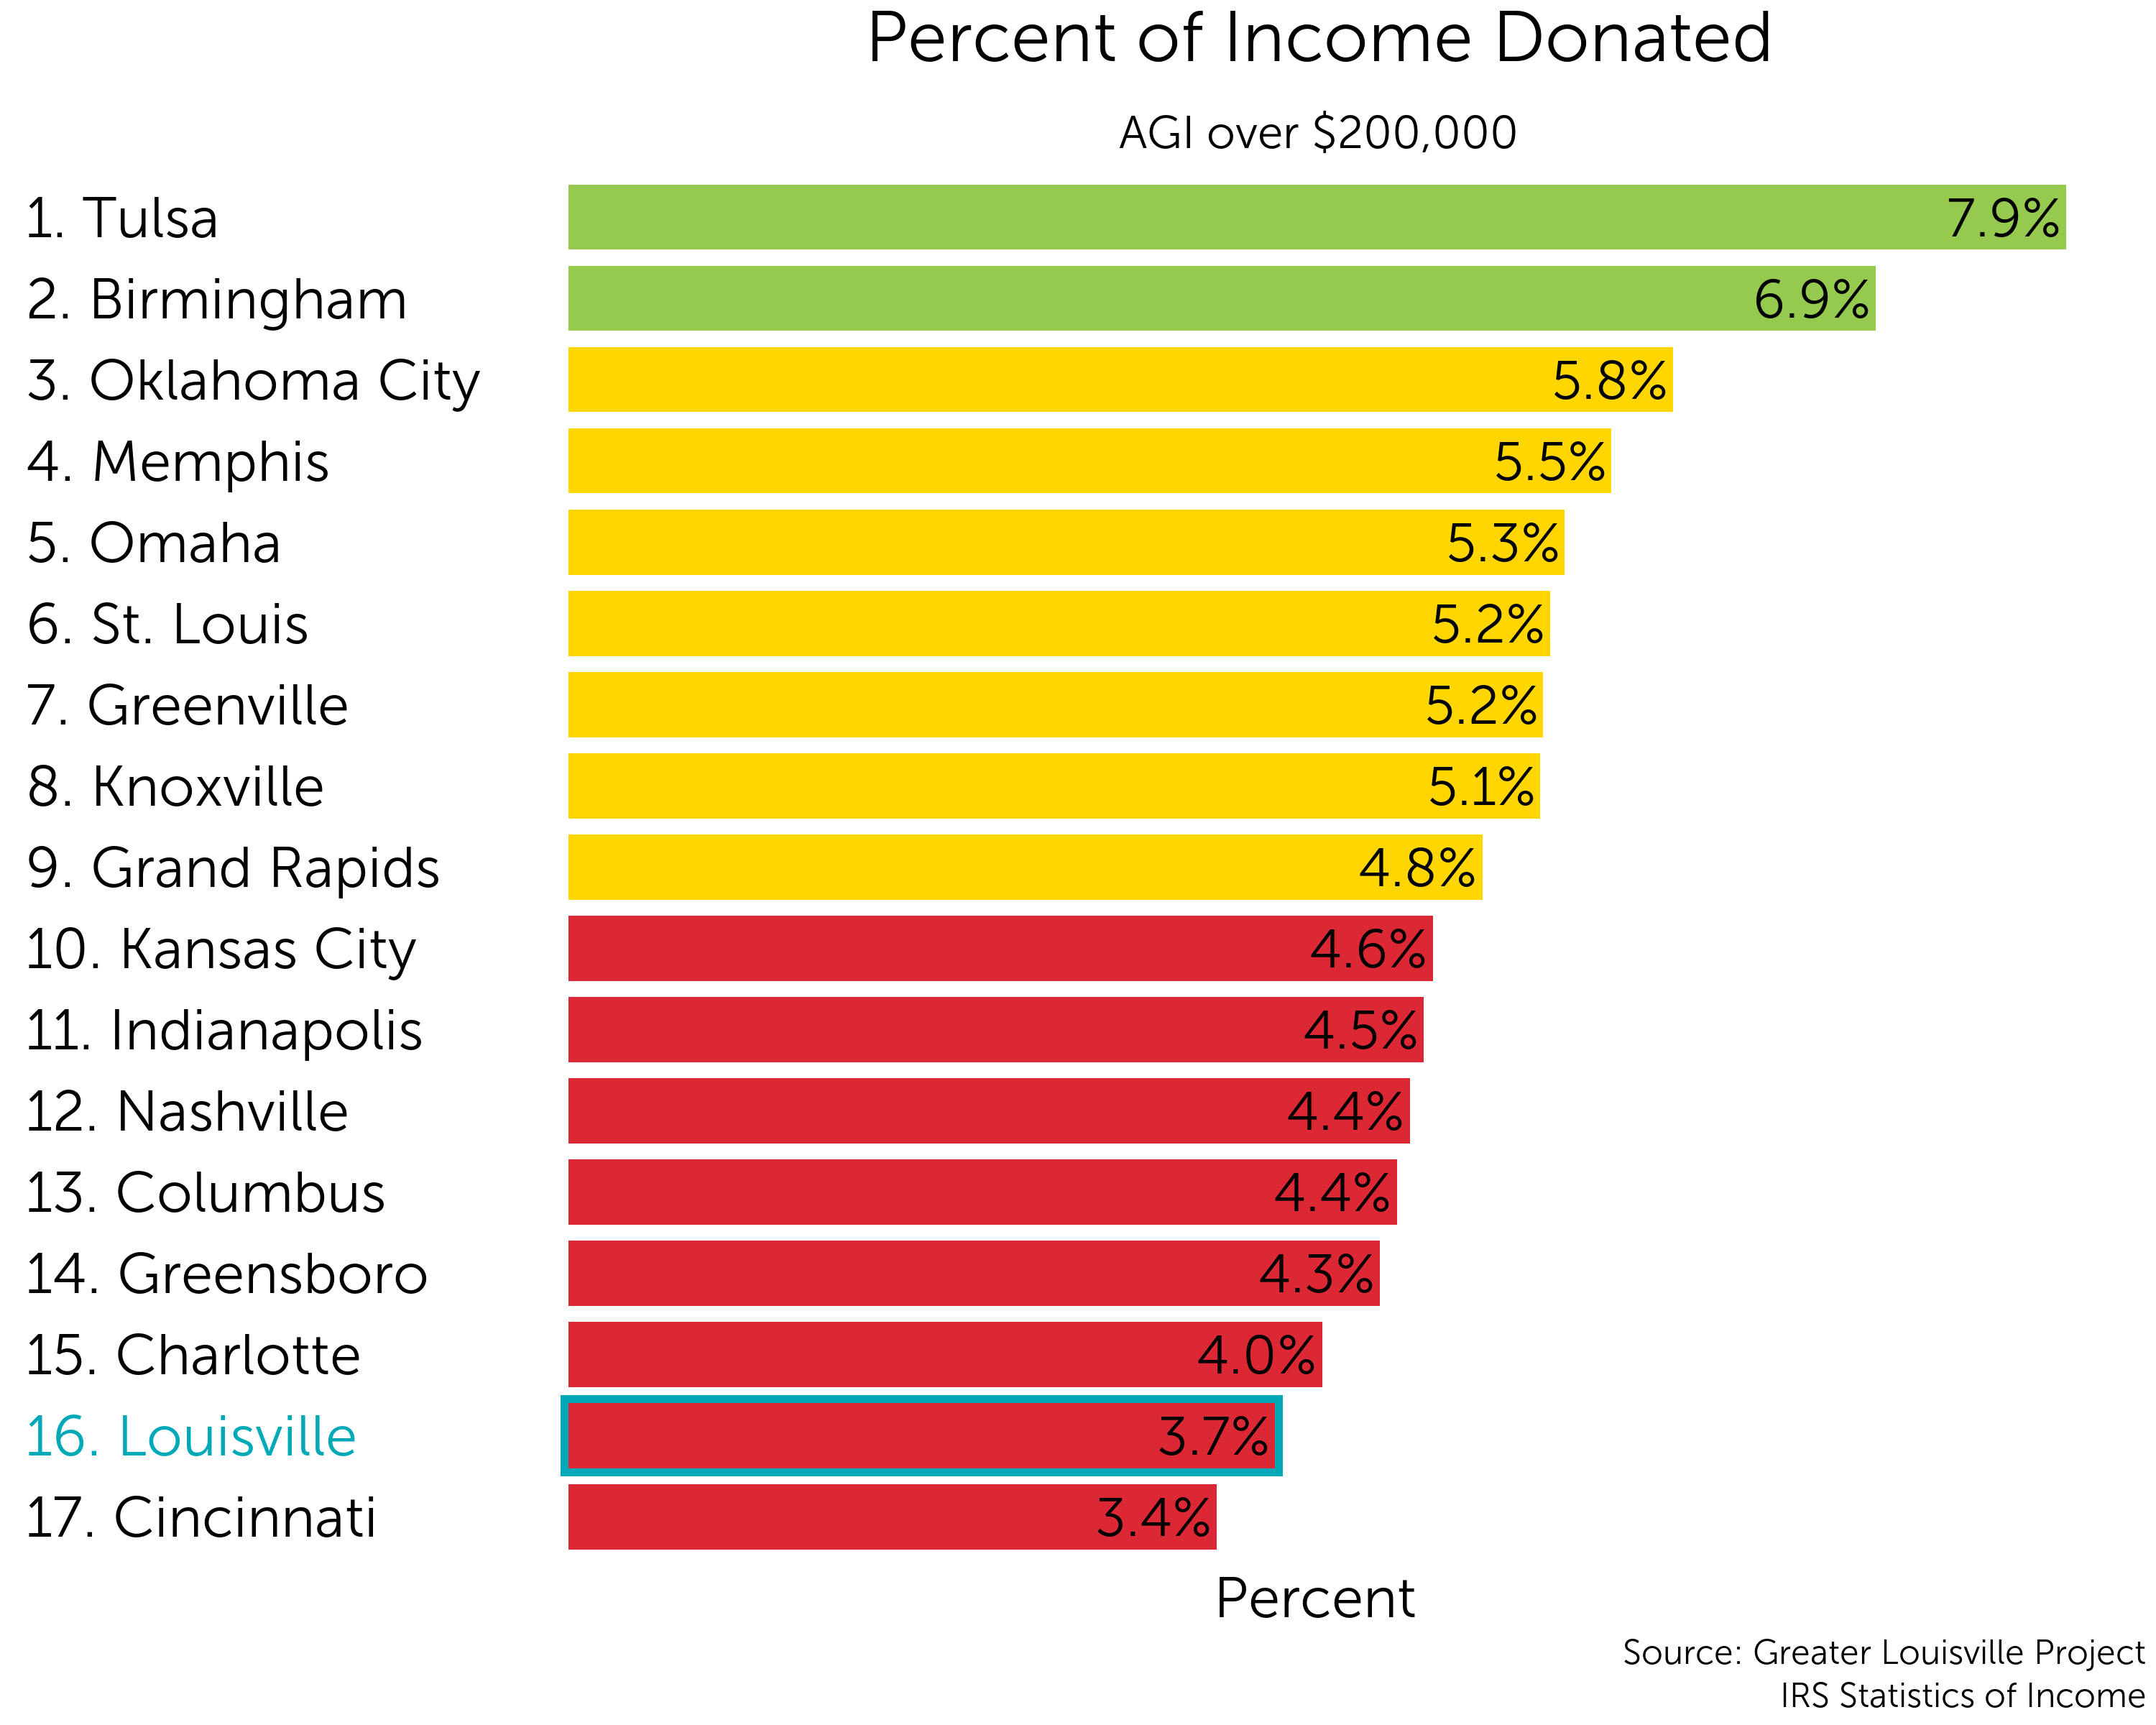 Percent of Income Donated
AGI over $200,000
1. Tulsa 7.9%
2. Birmingham 6.9%
3. Oklahoma City 5.8%
4. Memphis 5.5%
5. Omaha 5.3%
6. St. Louis 5.2%
7. Greenville 5.2%
8. Knoxville 5.1%
9. Grand Rapids 4.8%
10. Kansas City 4.6%
11. Indianapolis 4.5%
12. Nashville 4.4%
13. Columbus 4.4%
14. Greensboro 4.3%
15. Charlotte 4.0%
16. Louisville 3.7%
17. Cincinnati 3.4%
Percent
Source: Greater Louisville Project
IRS Statistics of Income